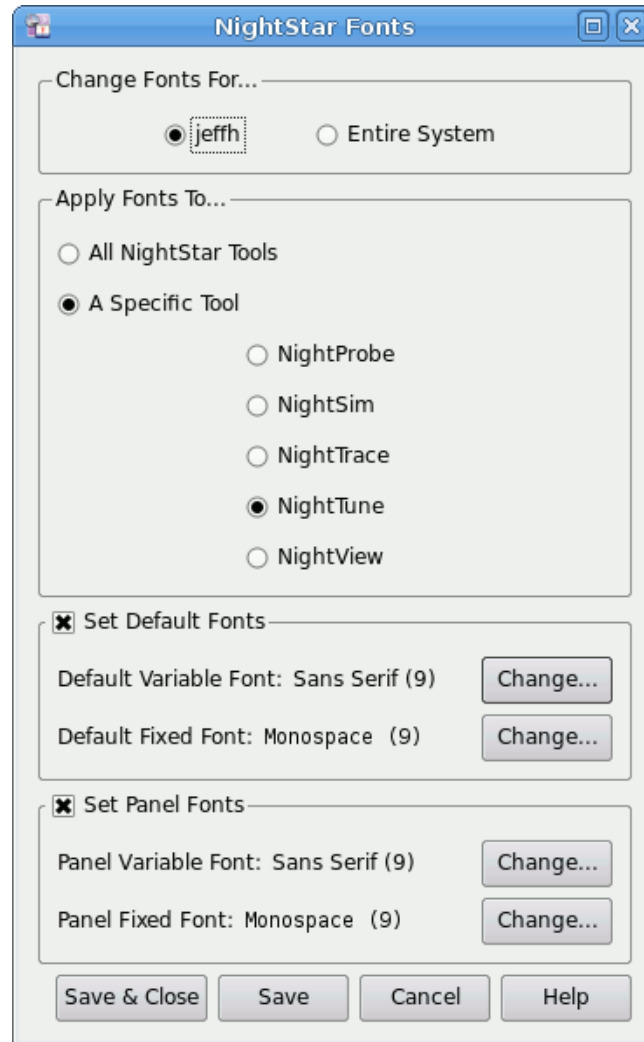 NightStar Fonts
Change Fonts For...
jeffh Entire System
Apply Fonts To...
All NightStar Tools
A Specific Tool
NightProbe
NightSim
NightTrace
NightTune
NightView
Set Default Fonts
Default Variable Font: Sans Serif (9) Change...
Default Fixed Font: Monospace (9) Change...
Set Panel Fonts
Panel Variable Font: Sans Serif (9) Change...
Panel Fixed Font: Monospace (9) Change...
Save & Close Save Cancel Help